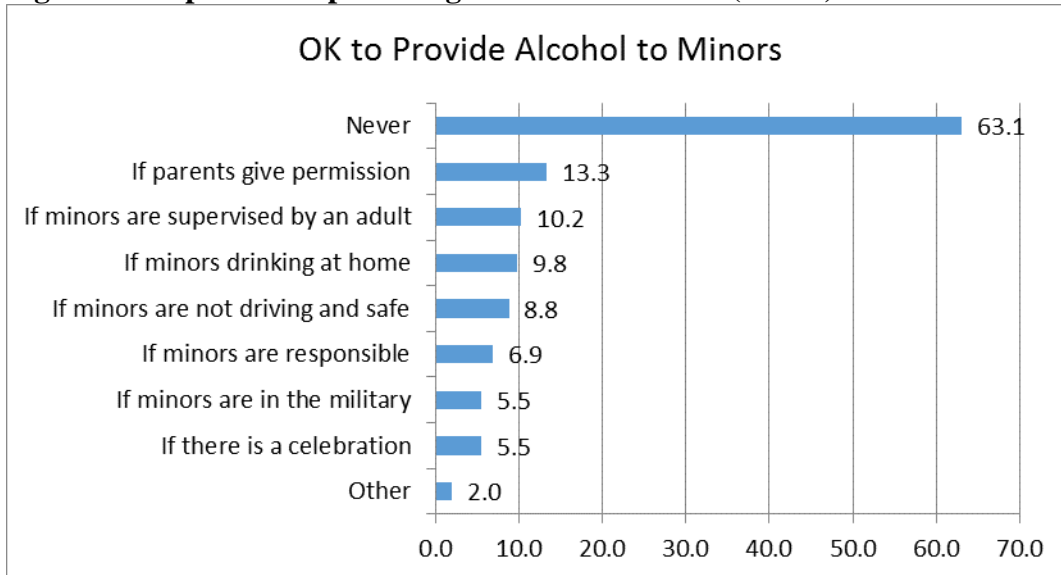 OK to Provide Alcohol to Minors
Never 63.1
If parents give permission 13.3
If minors are supervised by an adult 10.2
If minors drinking at home 9.8
If minors are not driving and safe 8.8
If minors are responsible 6.9
If minors are in the military 5.5
If there is a celebration 5.5
Other 2.0
0.0 10.0 20.0 30.0 40.0 50.0 60.0 70.0